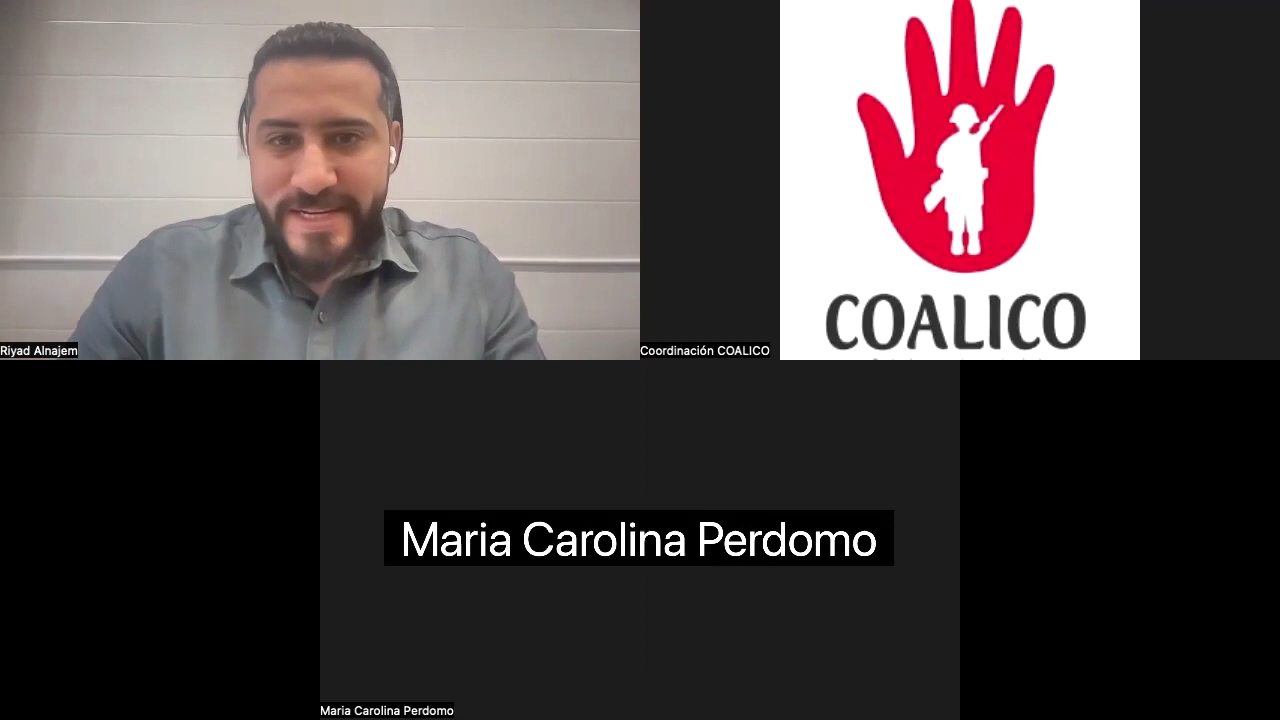 Riyad Alnajem
Coordinación COALICO
COALICO
Maria Carolina Perdomo
Maria Carolina Perdomo